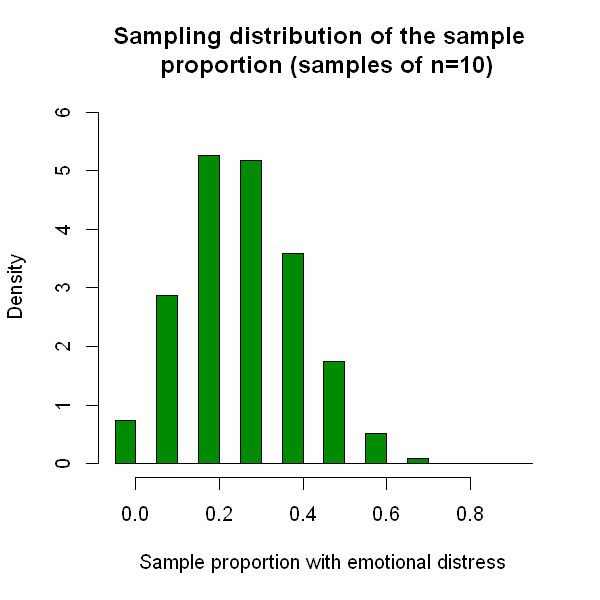 Sampling distribution of the sample
proportion (samples of n=10)
6
5
4
3
2
1
0
Density
0.0 0.2 0.4 0.6 0.8
Sample proportion with emotional distress